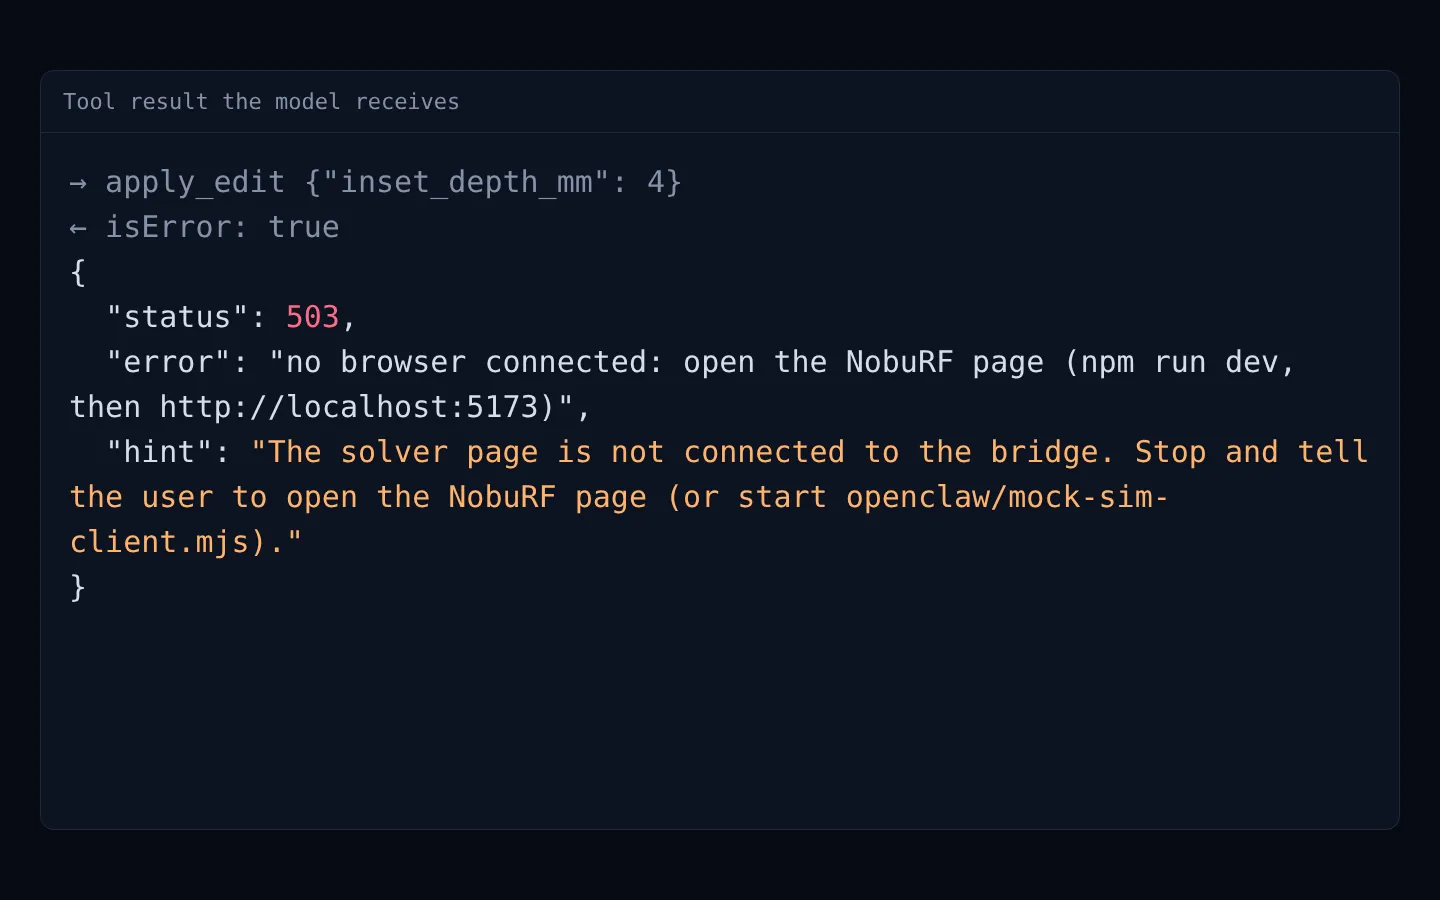 Tool result the model receives
→ apply_edit {"inset_depth_mm": 4}
← isError: true
{
  "status": 503,
  "error": "no browser connected: open the NobuRF page (npm run dev,
then http://localhost:5173)",
  "hint": "The solver page is not connected to the bridge. Stop and tell
the user to open the NobuRF page (or start openclaw/mock-sim-
client.mjs)."
}